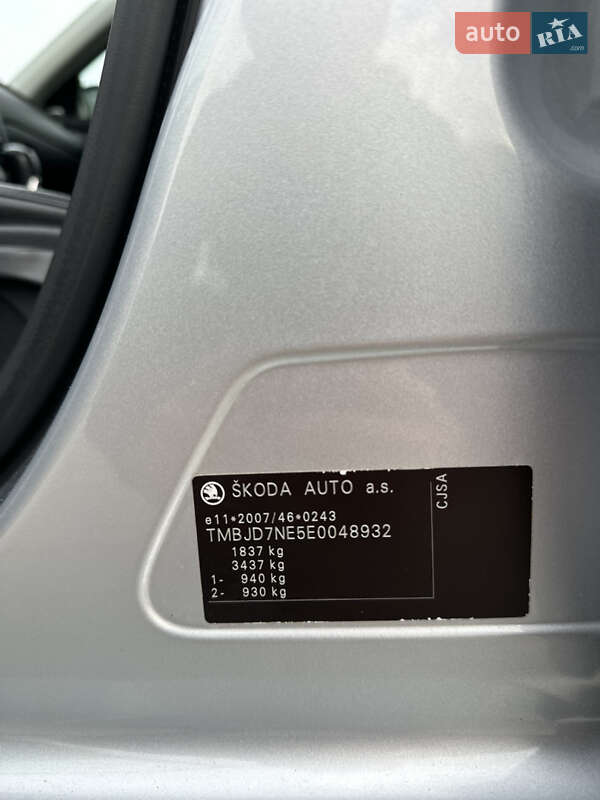 auto RIA
.com
ŠKODA AUTO a.s.
e11*2007/46*0243
TMBJD7NE5E0048932
1837 kg
3437 kg
1- 940 kg
2- 930 kg
CJSA